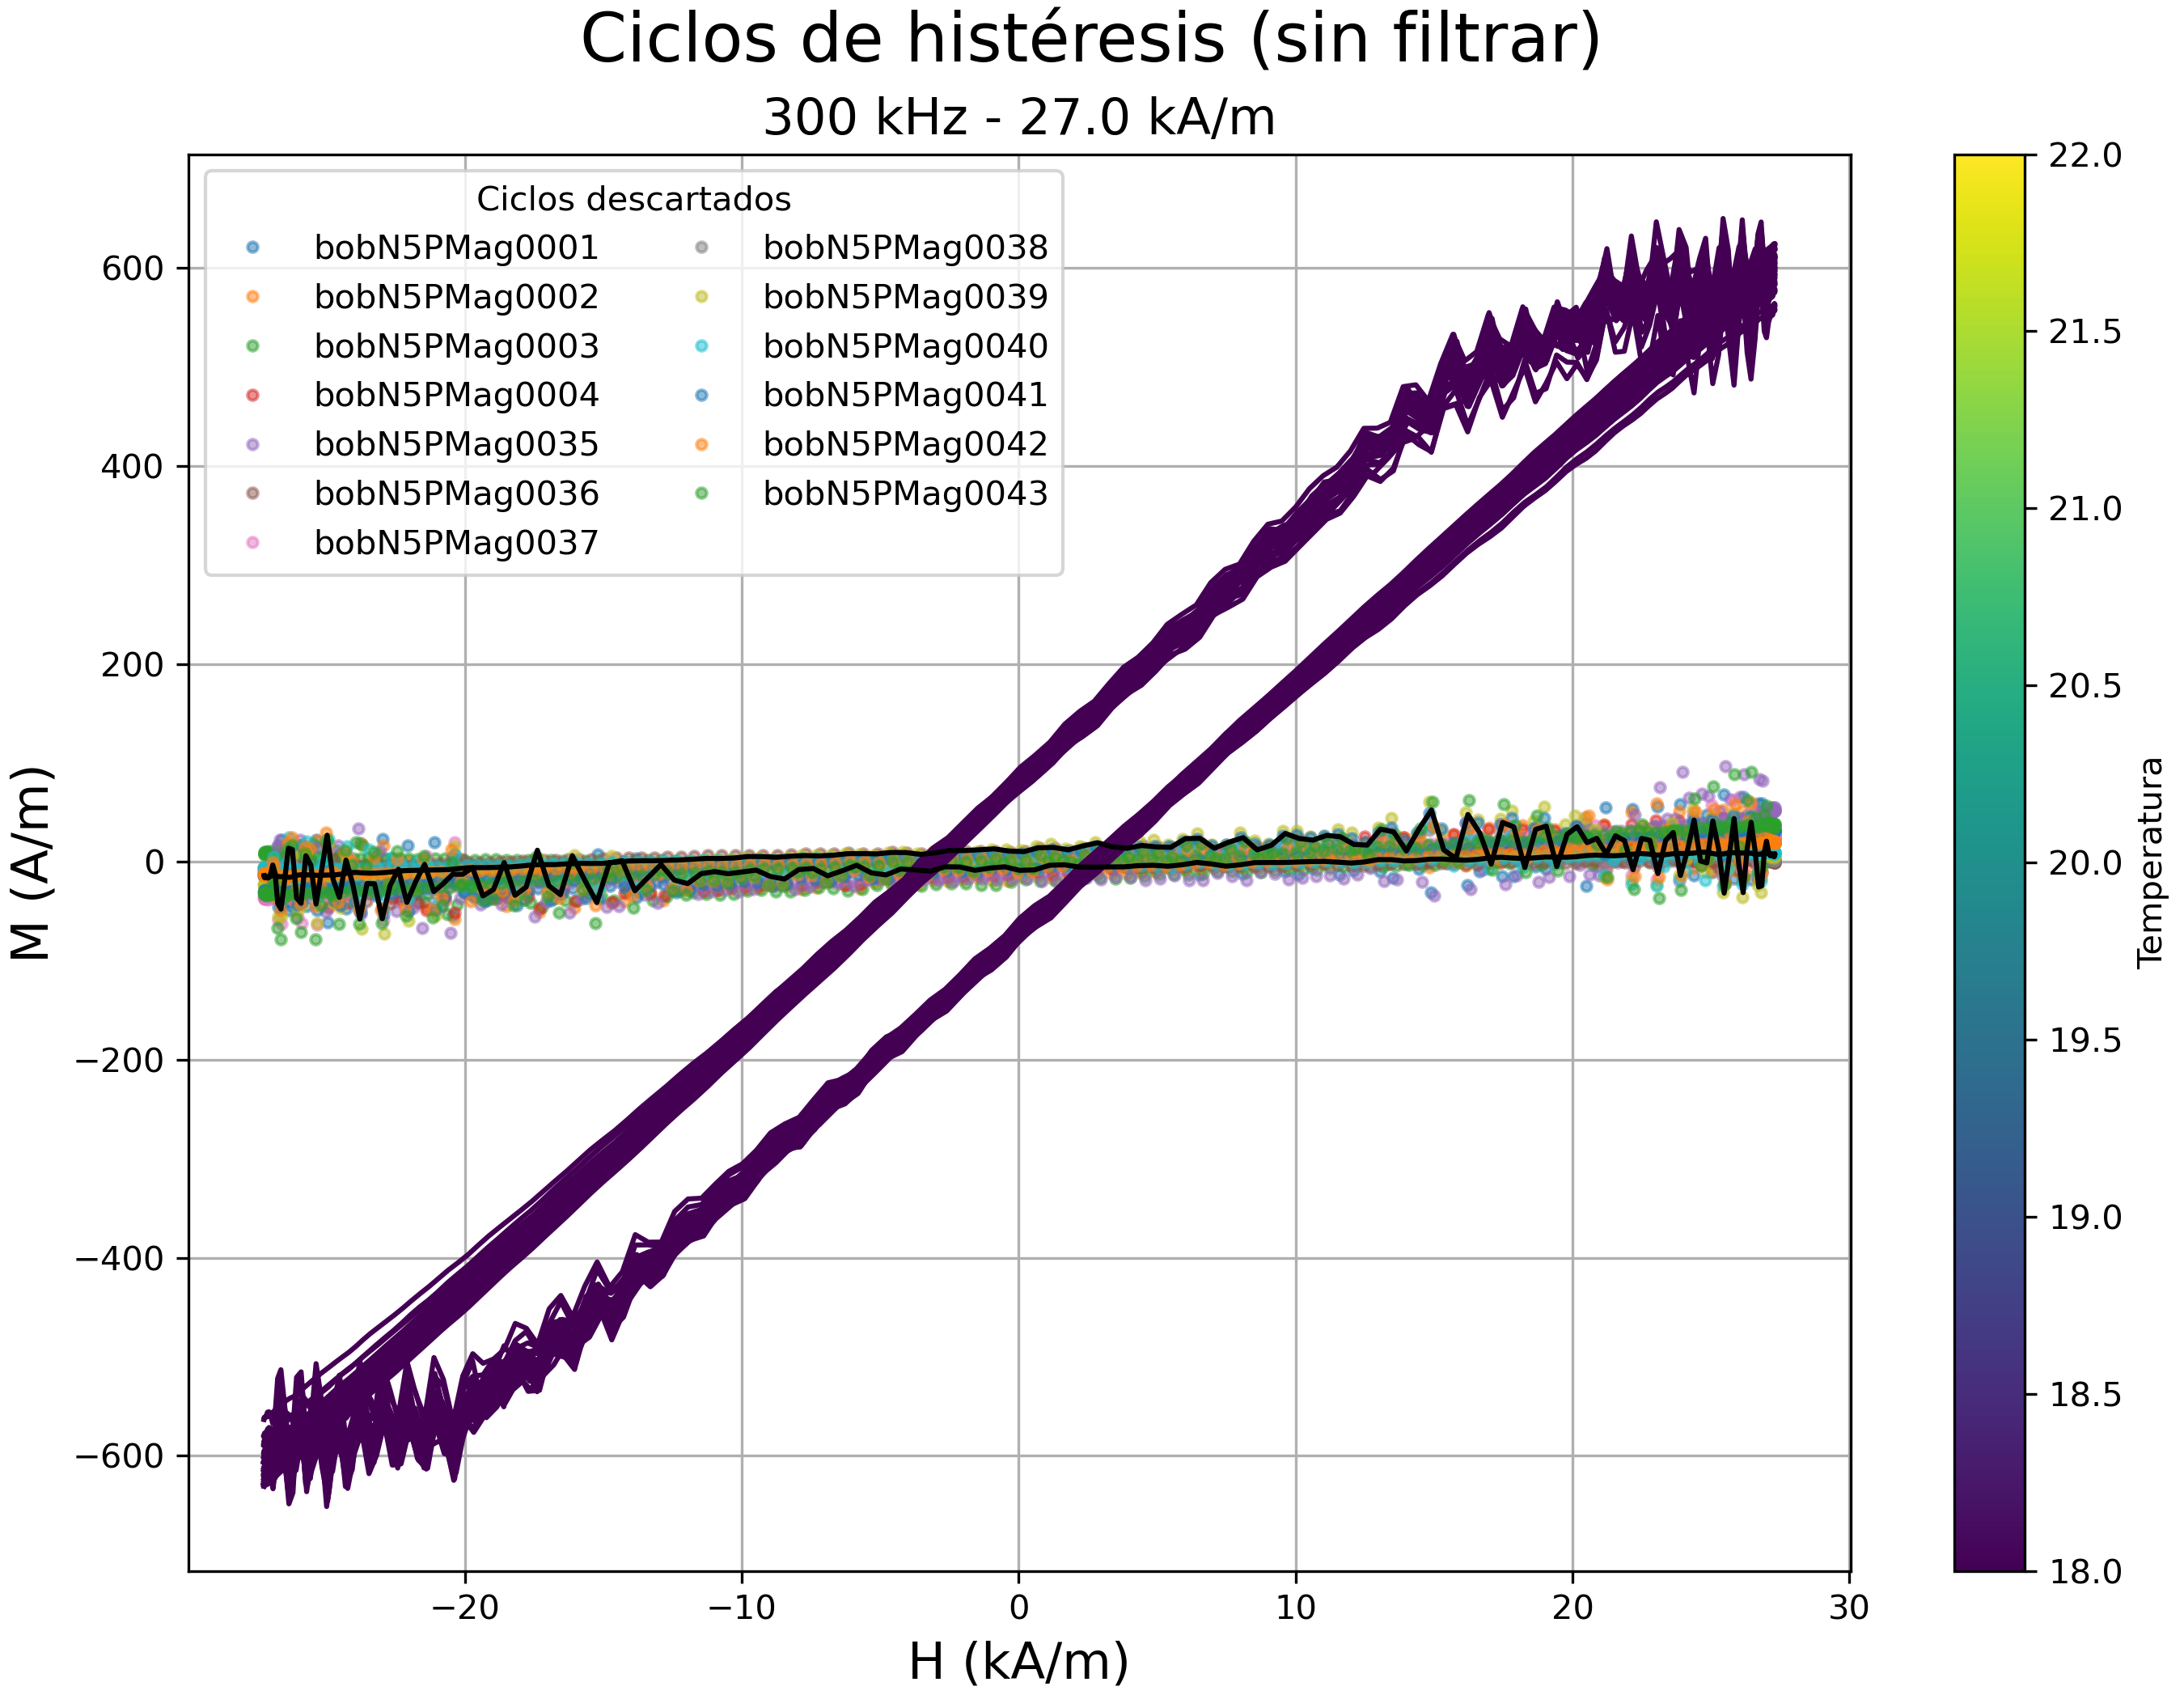 Ciclos de histéresis (sin filtrar)
300 kHz - 27.0 kA/m
Ciclos descartados
bobN5PMag0001
bobN5PMag0002
bobN5PMag0003
bobN5PMag0004
bobN5PMag0035
bobN5PMag0036
bobN5PMag0037
bobN5PMag0038
bobN5PMag0039
bobN5PMag0040
bobN5PMag0041
bobN5PMag0042
bobN5PMag0043
M (A/m)
600
400
200
0
−200
−400
−600
−20
−10
0
10
20
30
H (kA/m)
22.0
21.5
21.0
20.5
20.0
19.5
19.0
18.5
18.0
Temperatura